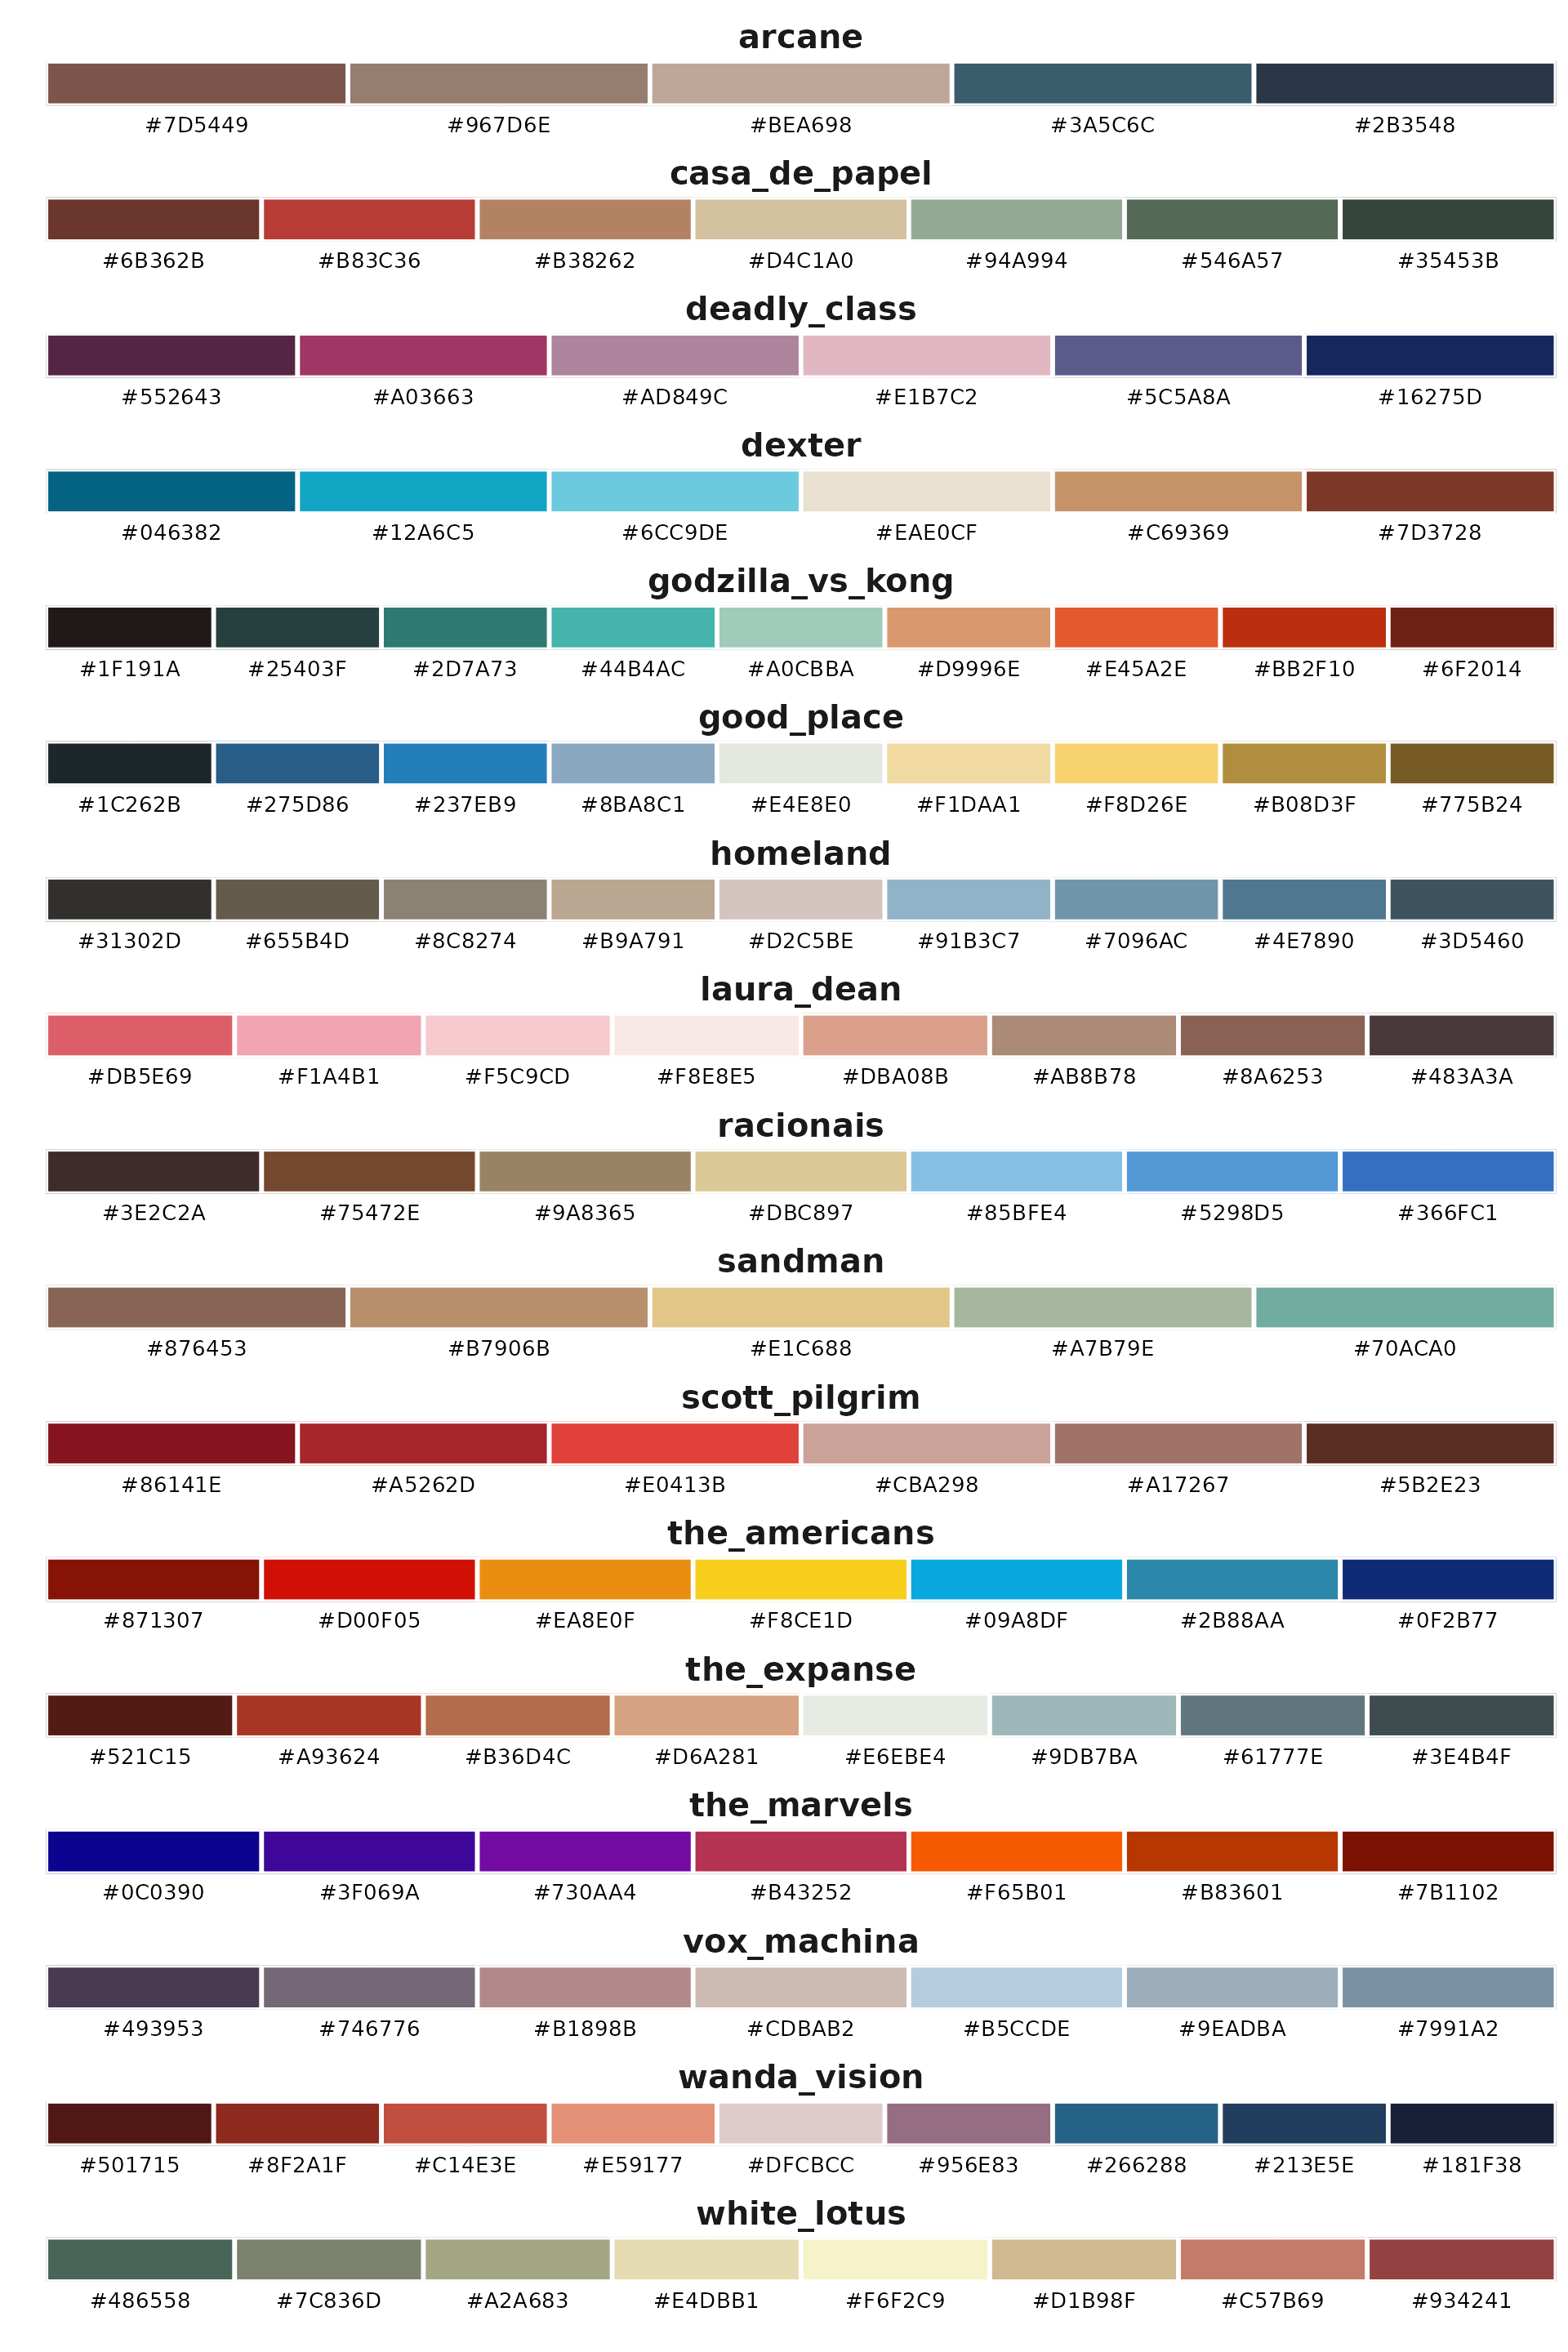 arcane
#7D5449 #967D6E #BEA698 #3A5C6C #2B3548
casa_de_papel
#6B362B #B83C36 #B38262 #D4C1A0 #94A994 #546A57 #35453B
deadly_class
#552643 #A03663 #AD849C #E1B7C2 #5C5A8A #16275D
dexter
#046382 #12A6C5 #6CC9DE #EAE0CF #C69369 #7D3728
godzilla_vs_kong
#1F191A #25403F #2D7A73 #44B4AC #A0CBBA #D9996E #E45A2E #BB2F10 #6F2014
good_place
#1C262B #275D86 #237EB9 #8BA8C1 #E4E8E0 #F1DAA1 #F8D26E #B08D3F #775B24
homeland
#31302D #655B4D #8C8274 #B9A791 #D2C5BE #91B3C7 #7096AC #4E7890 #3D5460
laura_dean
#DB5E69 #F1A4B1 #F5C9CD #F8E8E5 #DBA08B #AB8B78 #8A6253 #483A3A
racionais
#3E2C2A #75472E #9A8365 #DBC897 #85BFE4 #5298D5 #366FC1
sandman
#876453 #B7906B #E1C688 #A7B79E #70ACA0
scott_pilgrim
#86141E #A5262D #E0413B #CBA298 #A17267 #5B2E23
the_americans
#871307 #D00F05 #EA8E0F #F8CE1D #09A8DF #2B88AA #0F2B77
the_expanse
#521C15 #A93624 #B36D4C #D6A281 #E6EBE4 #9DB7BA #61777E #3E4B4F
the_marvels
#0C0390 #3F069A #730AA4 #B43252 #F65B01 #B83601 #7B1102
vox_machina
#493953 #746776 #B1898B #CDBAB2 #B5CCDE #9EADBA #7991A2
wanda_vision
#501715 #8F2A1F #C14E3E #E59177 #DFCBCC #956E83 #266288 #213E5E #181F38
white_lotus
#486558 #7C836D #A2A683 #E4DBB1 #F6F2C9 #D1B98F #C57B69 #934241